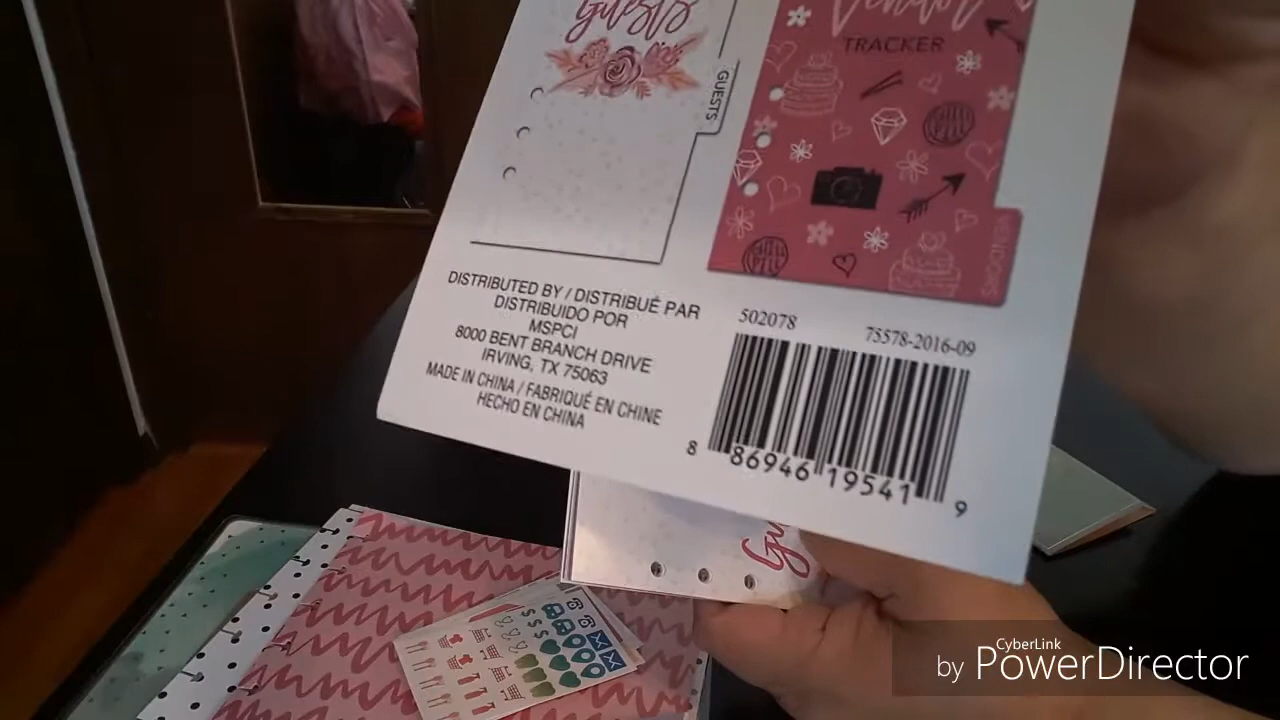 Guests
GUESTS
Vendor
TRACKER
VENDORS
DISTRIBUTED BY / DISTRIBUÉ PAR
DISTRIBUIDO POR
MSPCI
8000 BENT BRANCH DRIVE
IRVING, TX 75063
MADE IN CHINA / FABRIQUÉ EN CHINE
HECHO EN CHINA
502078 75578-2016-09
8 86946 19541 9
Gu
CyberLink
by PowerDirector